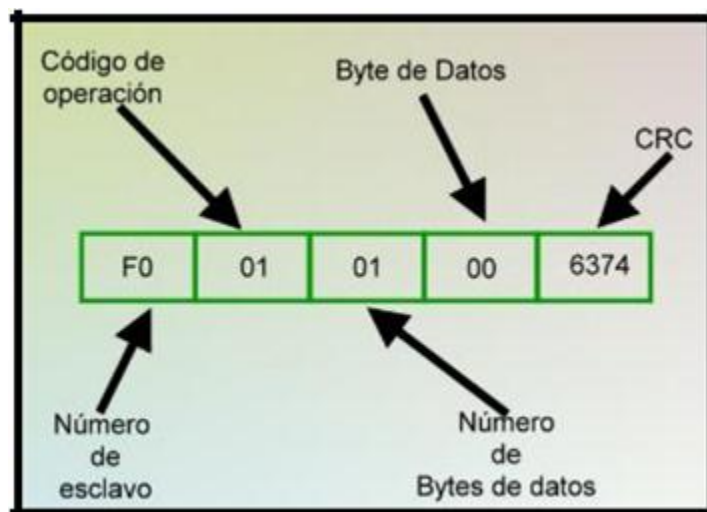 Código de
operación
Byte de Datos
CRC
F0 01 01 00 6374
Número
de
esclavo
Número
de
Bytes de datos